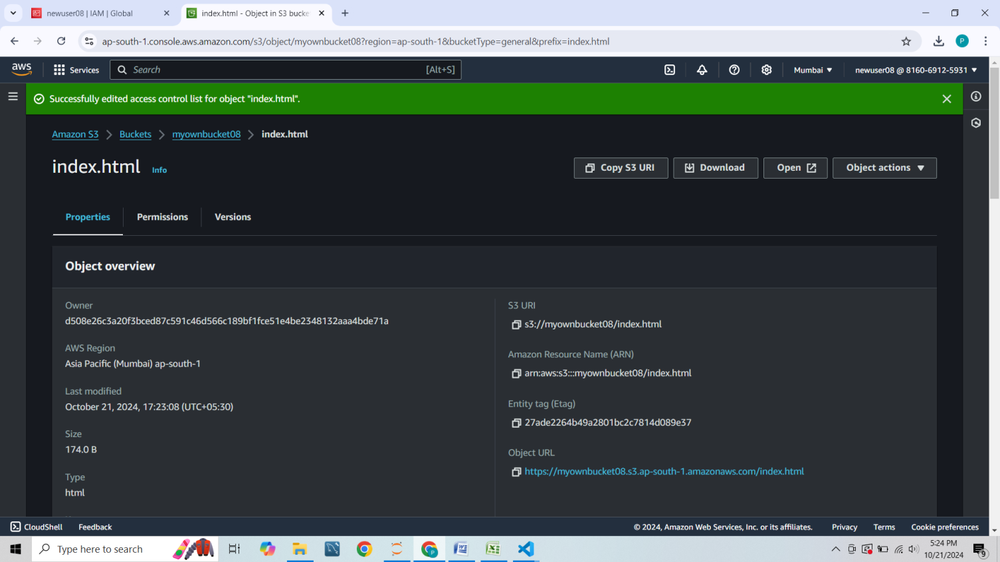 newuser08 | IAM | Global
index.html - Object in S3 bucke
ap-south-1.console.aws.amazon.com/s3/object/myownbucket08?region=ap-south-1&bucketType=general&prefix=index.html
P
aws
Services
Search
[Alt+S]
Mumbai
newuser08 @ 8160-6912-5931
Successfully edited access control list for object "index.html".
Amazon S3
Buckets
myownbucket08
index.html
index.html
Info
Copy S3 URI
Download
Open
Object actions
Properties
Permissions
Versions
Object overview
Owner
d508e26c3a20f3bced87c591c46d566c189bf1fce51e4be2348132aaa4bde71a
AWS Region
Asia Pacific (Mumbai) ap-south-1
Last modified
October 21, 2024, 17:23:08 (UTC+05:30)
Size
174.0 B
Type
html
S3 URI
s3://myownbucket08/index.html
Amazon Resource Name (ARN)
arn:aws:s3:::myownbucket08/index.html
Entity tag (Etag)
27ade2264b49a2801bc2c7814d089e37
Object URL
https://myownbucket08.s3.ap-south-1.amazonaws.com/index.html
CloudShell
Feedback
© 2024, Amazon Web Services, Inc. or its affiliates.
Privacy
Terms
Cookie preferences
Type here to search
5:24 PM
10/21/2024
9